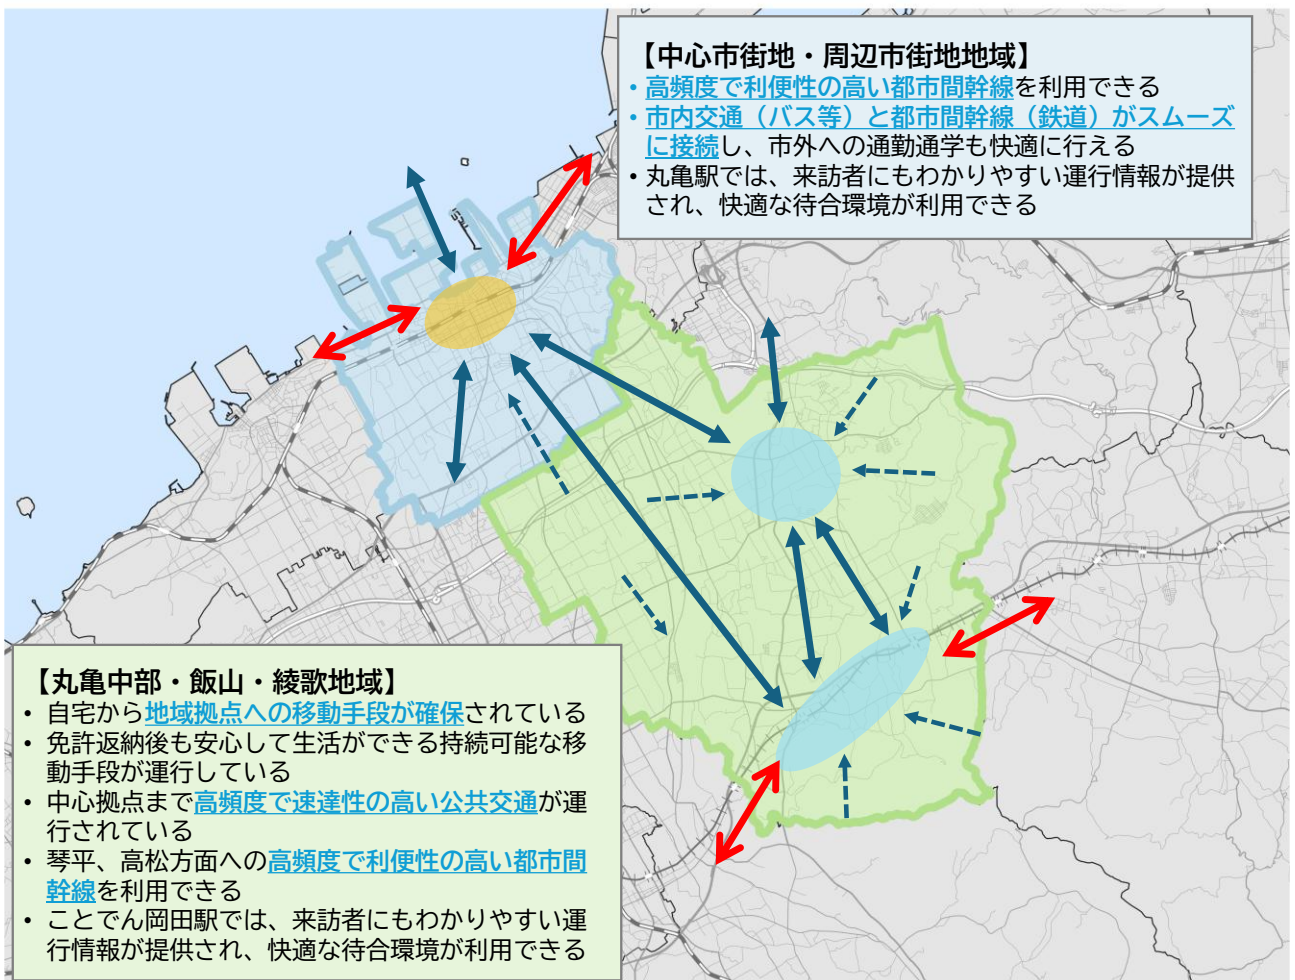 【中心市街地・周辺市街地地域】
・高頻度で利便性の高い都市間幹線を利用できる
・市内交通（バス等）と都市間幹線（鉄道）がスムーズ
に接続し、市外への通勤通学も快適に行える
・丸亀駅では、来訪者にもわかりやすい運行情報が提供
され、快適な待合環境が利用できる
【丸亀中部・飯山・綾歌地域】
・自宅から地域拠点への移動手段が確保されている
・免許返納後も安心して生活ができる持続可能な移
動手段が運行している
・中心拠点まで高頻度で速達性の高い公共交通が運
行されている
・琴平、高松方面への高頻度で利便性の高い都市間
幹線を利用できる
・ことでん岡田駅では、来訪者にもわかりやすい運
行情報が提供され、快適な待合環境が利用できる